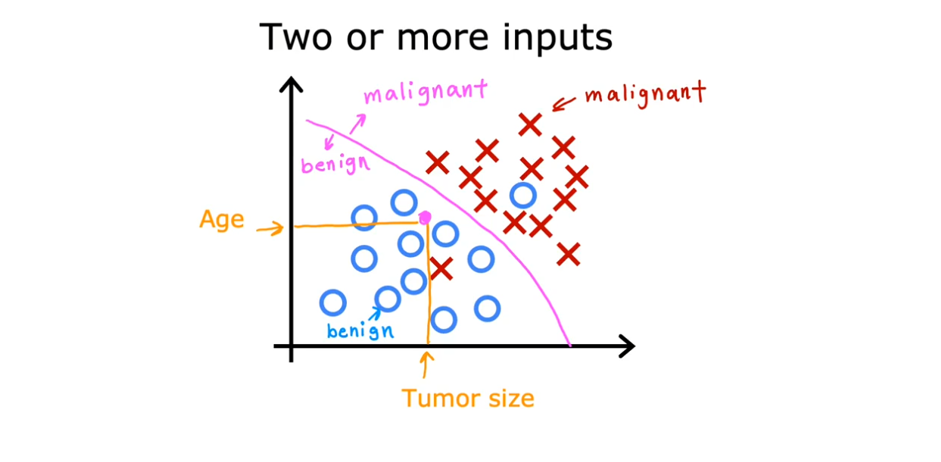 Two or more inputs
malignant
malignant
benign
Age
benign
Tumor size